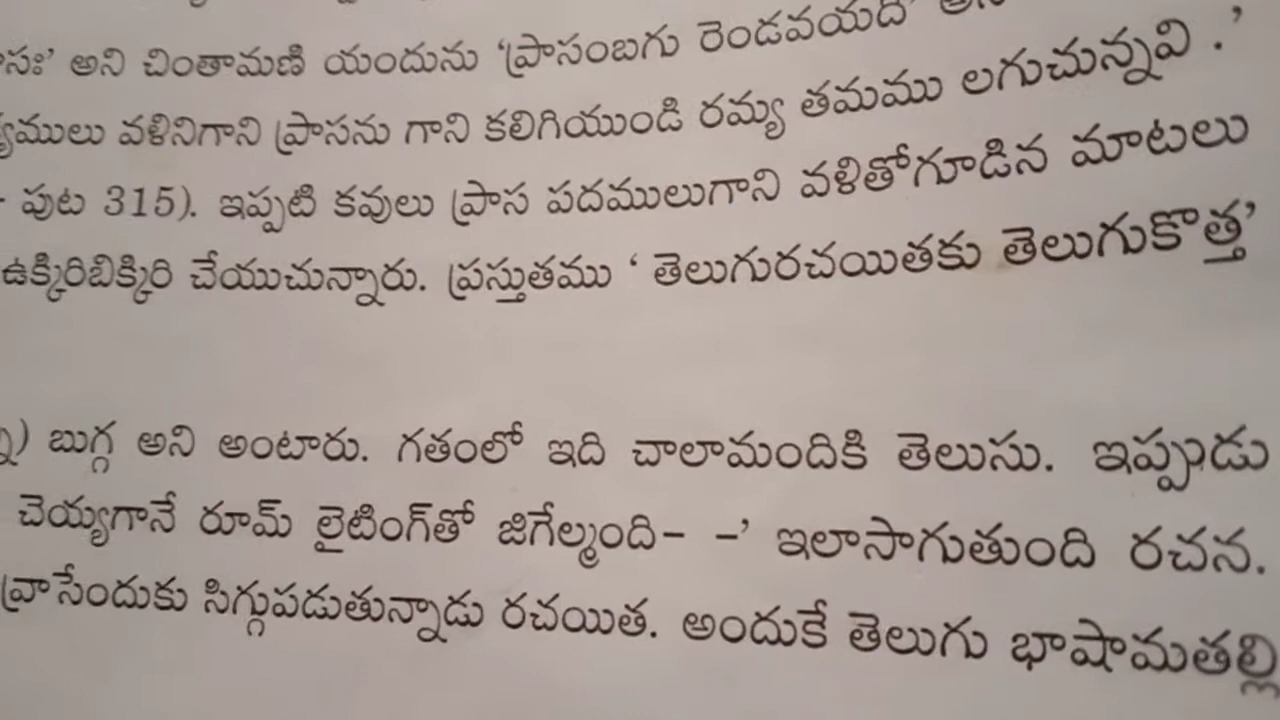 అని చింతామణి యందును ‘ప్రాసంబగు రెండవయది’
వళినిగాని ప్రాసను గాని కలిగియుండి రమ్య తమము లగుచున్నవి .’
- పుట 315). ఇప్పటి కవులు ప్రాస పదములుగాని వళితోగూడిన మాటలు
ఉక్కిరిబిక్కిరి చేయుచున్నారు. ప్రస్తుతము ‘ తెలుగురచయితకు తెలుగుకొత్త’
బుగ్గ అని అంటారు. గతంలో ఇది చాలామందికి తెలుసు. ఇప్పుడు
చెయ్యగానే రూమ్ లైటింగ్‌తో జిగేల్మంది– –’ ఇలాసాగుతుంది రచన.
వ్రాసేందుకు సిగ్గుపడుతున్నాడు రచయిత. అందుకే తెలుగు భాషామతల్లి